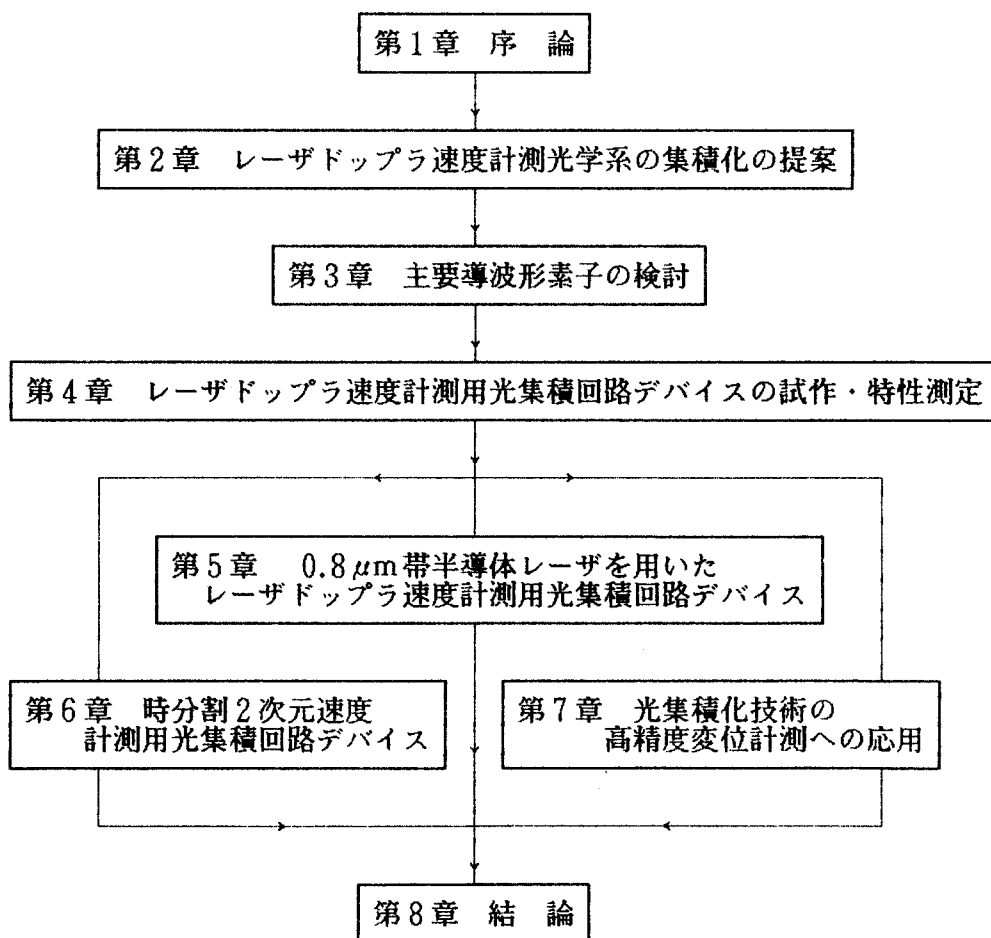 第1章 序 論
第2章 レーザドップラ速度計測光学系の集積化の提案
第3章 主要導波形素子の検討
第4章 レーザドップラ速度計測用光集積回路デバイスの試作・特性測定
第5章 0.8μm帯半導体レーザを用いた
レーザドップラ速度計測用光集積回路デバイス
第6章 時分割2次元速度
計測用光集積回路デバイス
第7章 光集積化技術の
高精度変位計測への応用
第8章 結 論